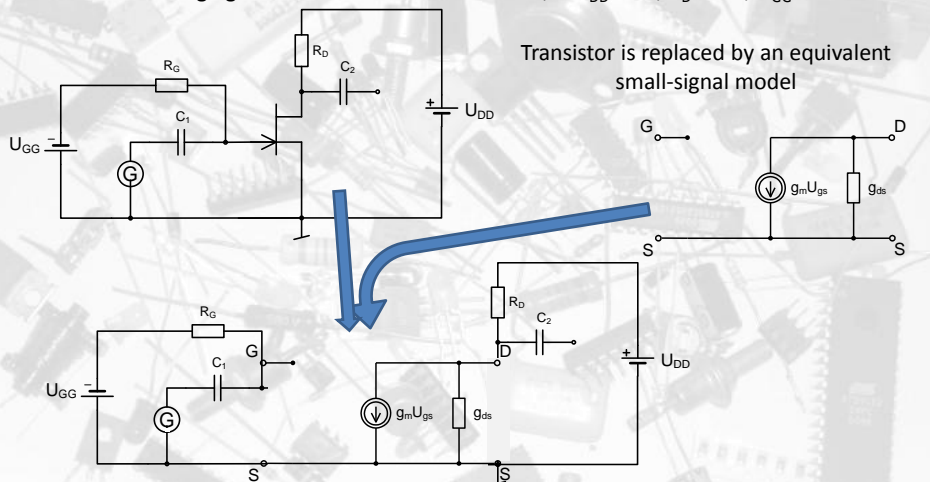 Transistor is replaced by an equivalent
small-signal model
R_D
C_2
R_G
C_1
U_GG
−
G
+
U_DD
G
D
g_mU_gs
g_ds
S
S
R_D
C_2
R_G
G
C_1
D
U_GG
−
+
U_DD
G
g_mU_gs
g_ds
S
S